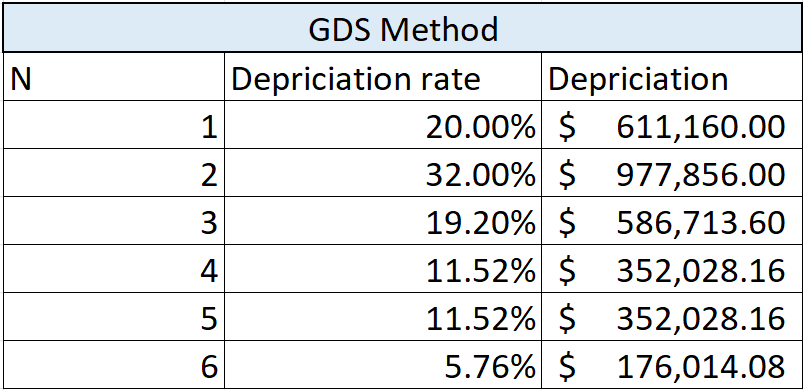 GDS Method
N Depriciation rate Depriciation
1 20.00% $ 611,160.00
2 32.00% $ 977,856.00
3 19.20% $ 586,713.60
4 11.52% $ 352,028.16
5 11.52% $ 352,028.16
6 5.76% $ 176,014.08